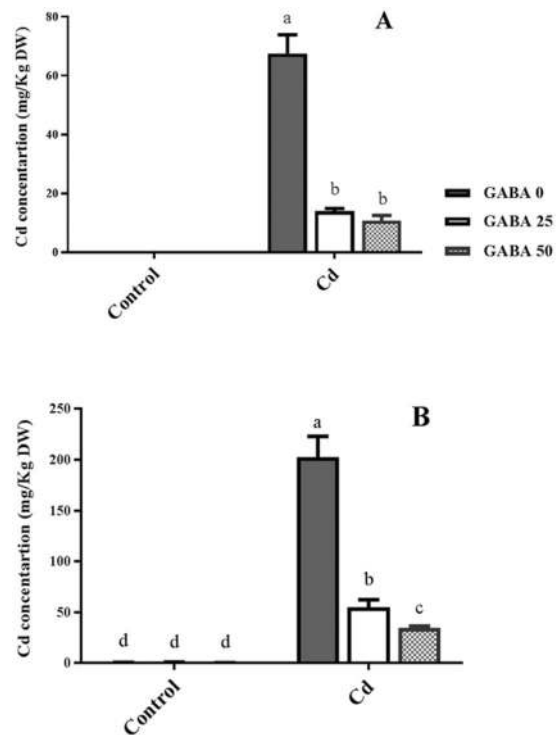 A
Cd concentartion (mg/Kg DW)
80
60
40
20
0
a
b b
Control Cd
GABA 0
GABA 25
GABA 50
B
Cd concentartion (mg/Kg DW)
250
200
150
100
50
0
a
b
c
d d d
Control Cd